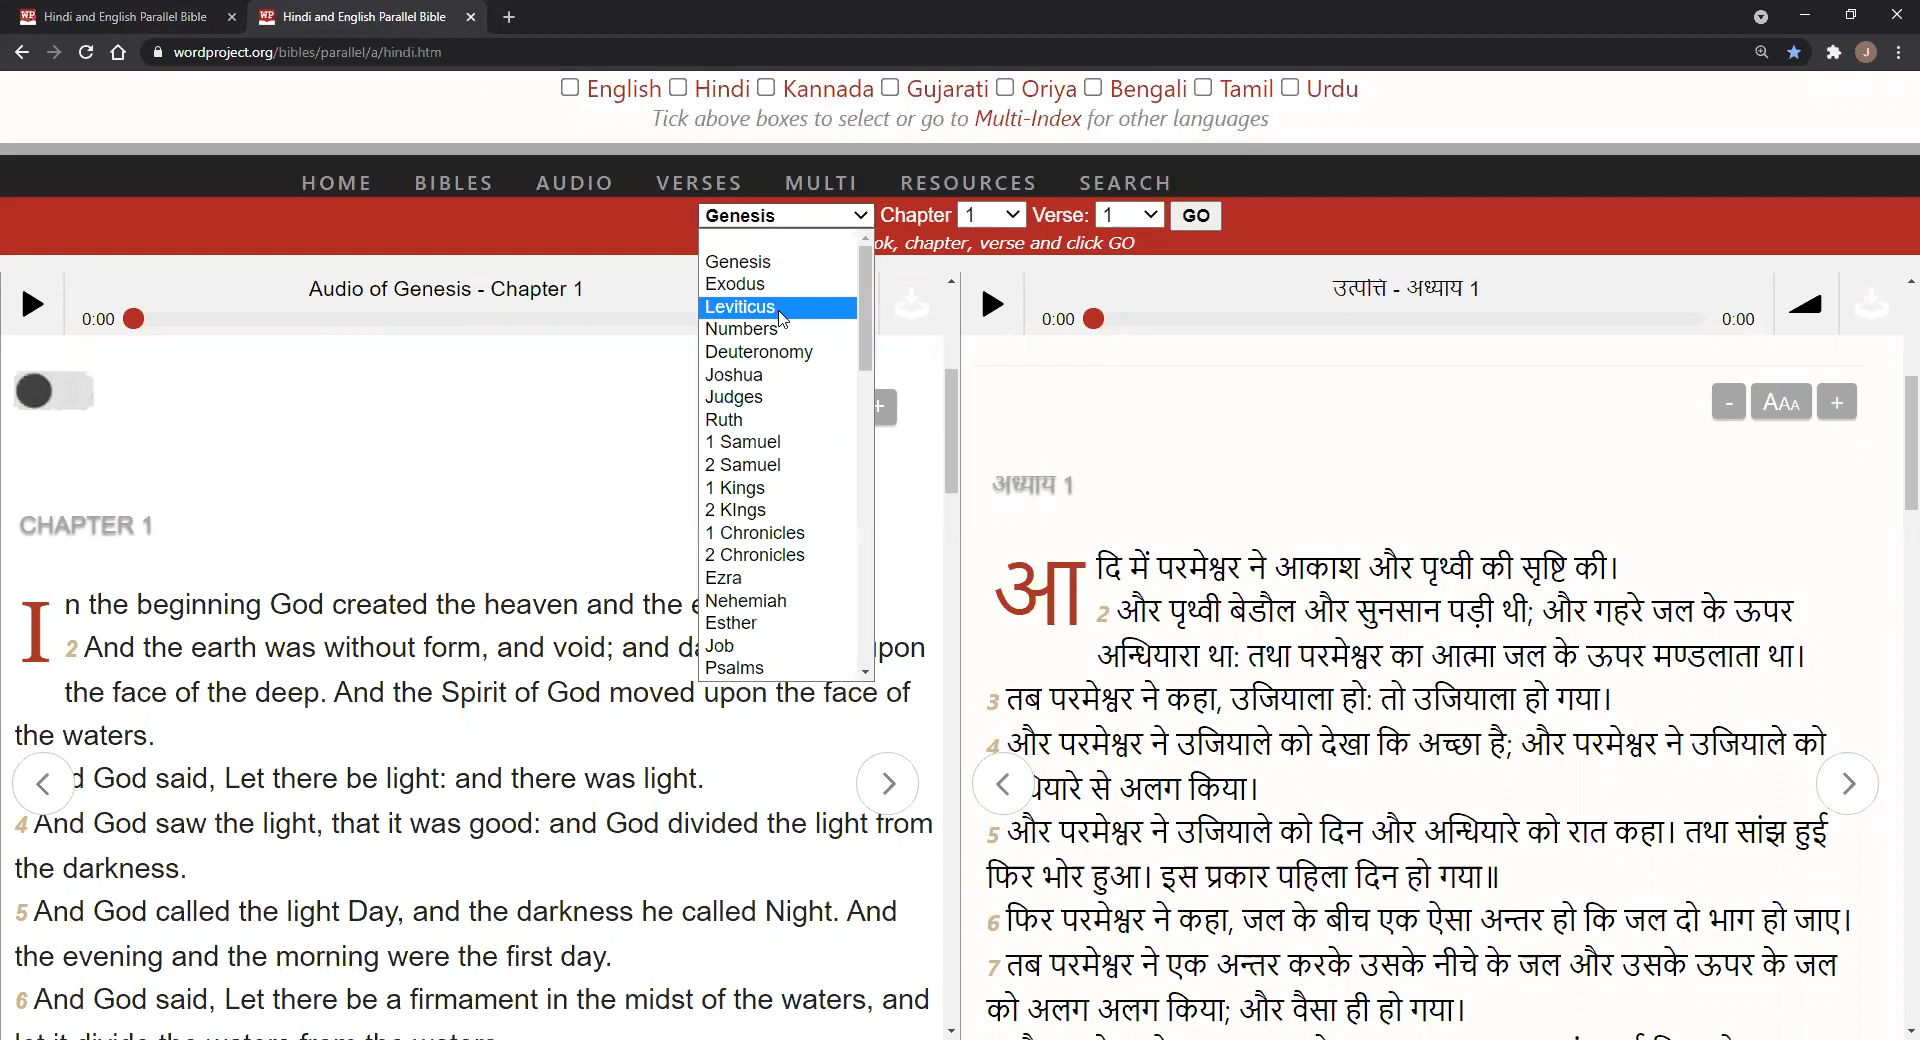 Hindi and English Parallel Bible
Hindi and English Parallel Bible
wordproject.org/bibles/parallel/a/hindi.htm
J
English Hindi Kannada Gujarati Oriya Bengali Tamil Urdu
Tick above boxes to select or go to Multi-Index for other languages
HOME BIBLES AUDIO VERSES MULTI RESOURCES SEARCH
Genesis Chapter 1 Verse: 1 GO
chapter, verse and click GO
Genesis
Exodus
Leviticus
Numbers
Deuteronomy
Joshua
Judges
Ruth
1 Samuel
2 Samuel
1 Kings
2 KIngs
1 Chronicles
2 Chronicles
Ezra
Nehemiah
Esther
Job
Psalms
Audio of Genesis - Chapter 1
0:00
+
CHAPTER 1
In the beginning God created the heaven and the
2 And the earth was without form, and void; and upon
the face of the deep. And the Spirit of God moved upon the face of
the waters.
God said, Let there be light: and there was light.
4 And God saw the light, that it was good: and God divided the light from
the darkness.
5 And God called the light Day, and the darkness he called Night. And
the evening and the morning were the first day.
6 And God said, Let there be a firmament in the midst of the waters, and
let it divide the waters from the waters.
उत्पत्ति - अध्याय 1
0:00 0:00
- AAA +
अध्याय 1
आदि में परमेश्वर ने आकाश और पृथ्वी की सृष्टि की।
2 और पृथ्वी बेडौल और सुनसान पड़ी थी; और गहरे जल के ऊपर
अन्धियारा था: तथा परमेश्वर का आत्मा जल के ऊपर मण्डलाता था।
3 तब परमेश्वर ने कहा, उजियाला हो: तो उजियाला हो गया।
4 और परमेश्वर ने उजियाले को देखा कि अच्छा है; और परमेश्वर ने उजियाले को
से अलग किया।
5 और परमेश्वर ने उजियाले को दिन और अन्धियारे को रात कहा। तथा सांझ हुई
फिर भोर हुआ। इस प्रकार पहिला दिन हो गया॥
6 फिर परमेश्वर ने कहा, जल के बीच एक ऐसा अन्तर हो कि जल दो भाग हो जाए।
7 तब परमेश्वर ने एक अन्तर करके उसके नीचे के जल और उसके ऊपर के जल
को अलग अलग किया; और वैसा ही हो गया।